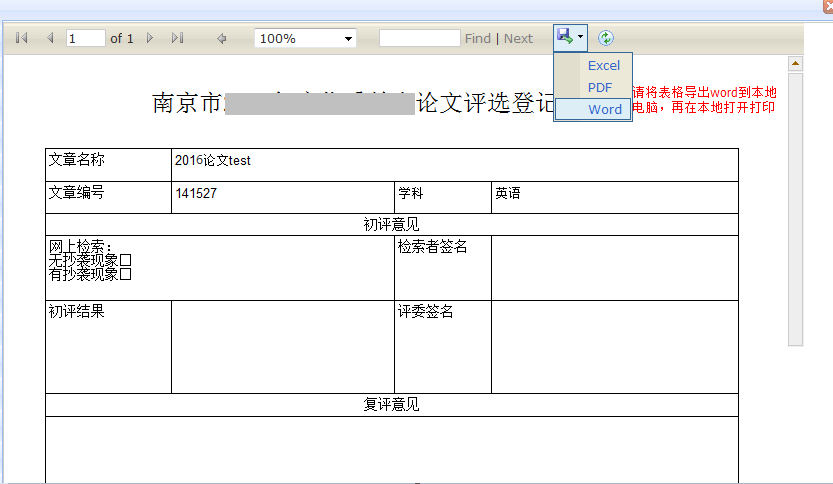 1 of 1 100% Find | Next
Excel
PDF
Word
请将表格导出word到本地
电脑，再在本地打开打印
南京市 论文评选登记
文章名称 2016论文test
文章编号 141527 学科 英语
初评意见
网上检索： 检索者签名
无抄袭现象□
有抄袭现象□
初评结果 评委签名
复评意见